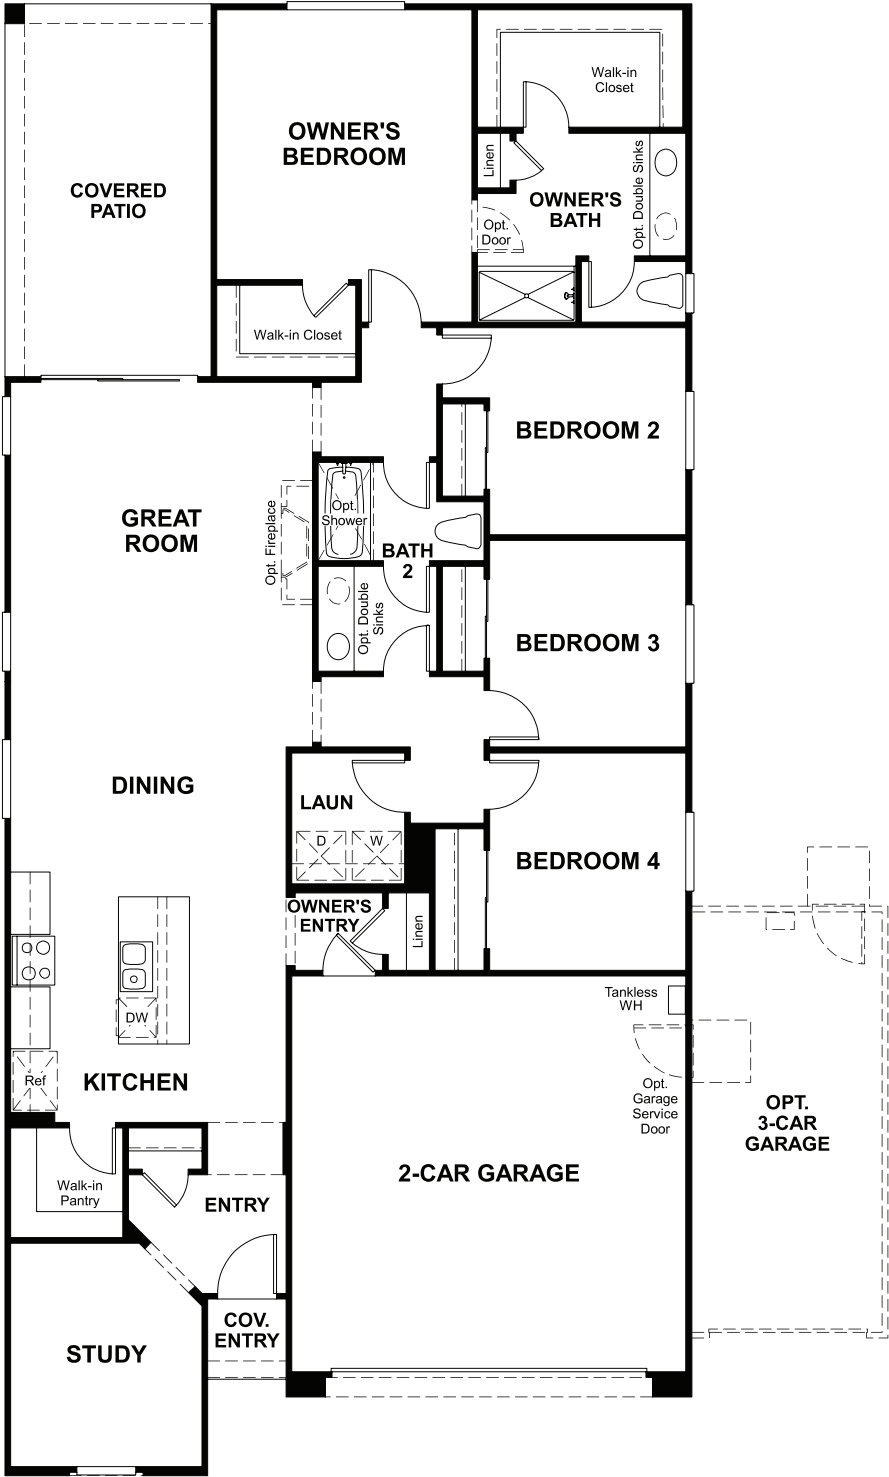 Walk-in
Closet
OWNER'S
BEDROOM
Linen
Opt. Double Sinks
COVERED
PATIO
OWNER'S
BATH
Opt.
Door
Walk-in Closet
BEDROOM 2
GREAT
ROOM
Opt. Fireplace
Opt.
Shower
BATH
2
Opt. Double
Sinks
BEDROOM 3
DINING
LAUN
D
W
BEDROOM 4
OWNER'S
ENTRY
Linen
Tankless
WH
DW
Ref
KITCHEN
Opt.
Garage
Service
Door
OPT.
3-CAR
GARAGE
2-CAR GARAGE
Walk-in
Pantry
ENTRY
COV.
ENTRY
STUDY